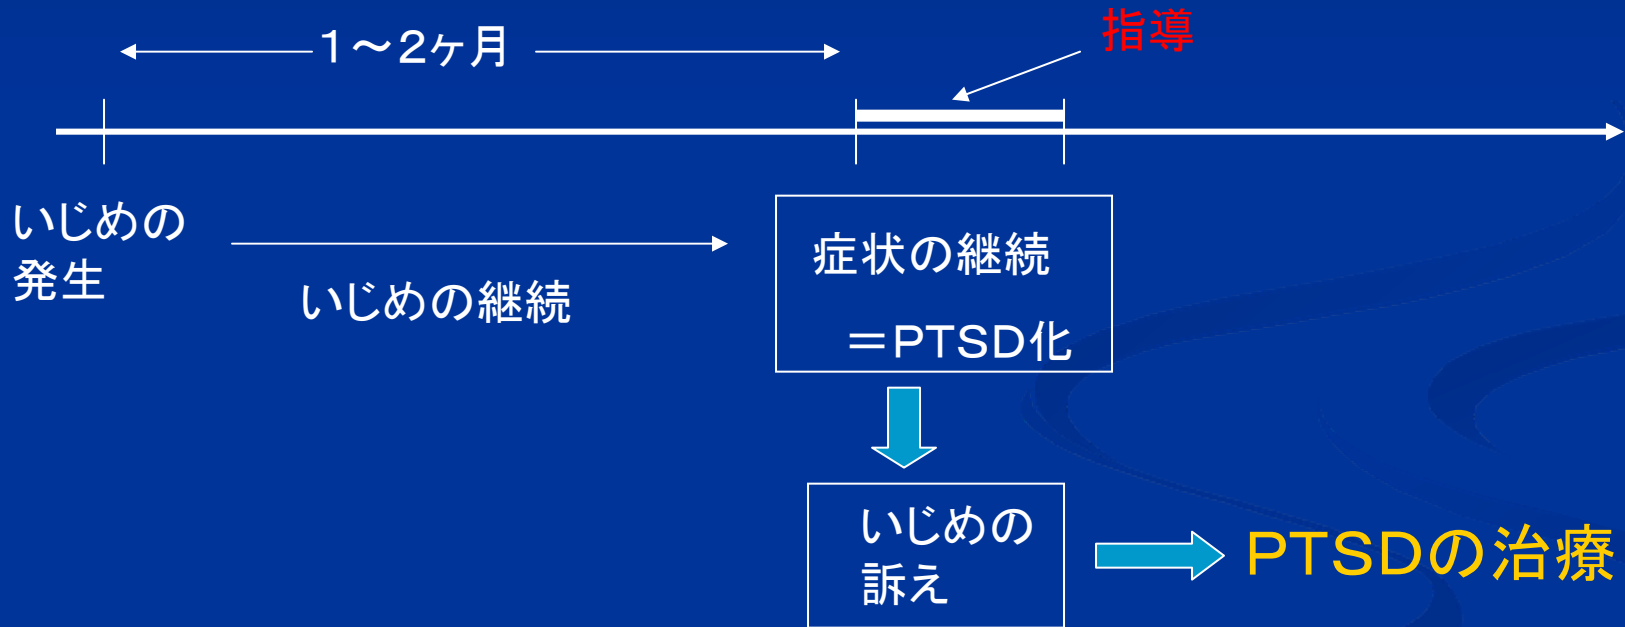 １～２ヶ月
指導
いじめの
発生
いじめの継続
症状の継続
＝ＰＴＳＤ化
いじめの
訴え
ＰＴＳＤの治療